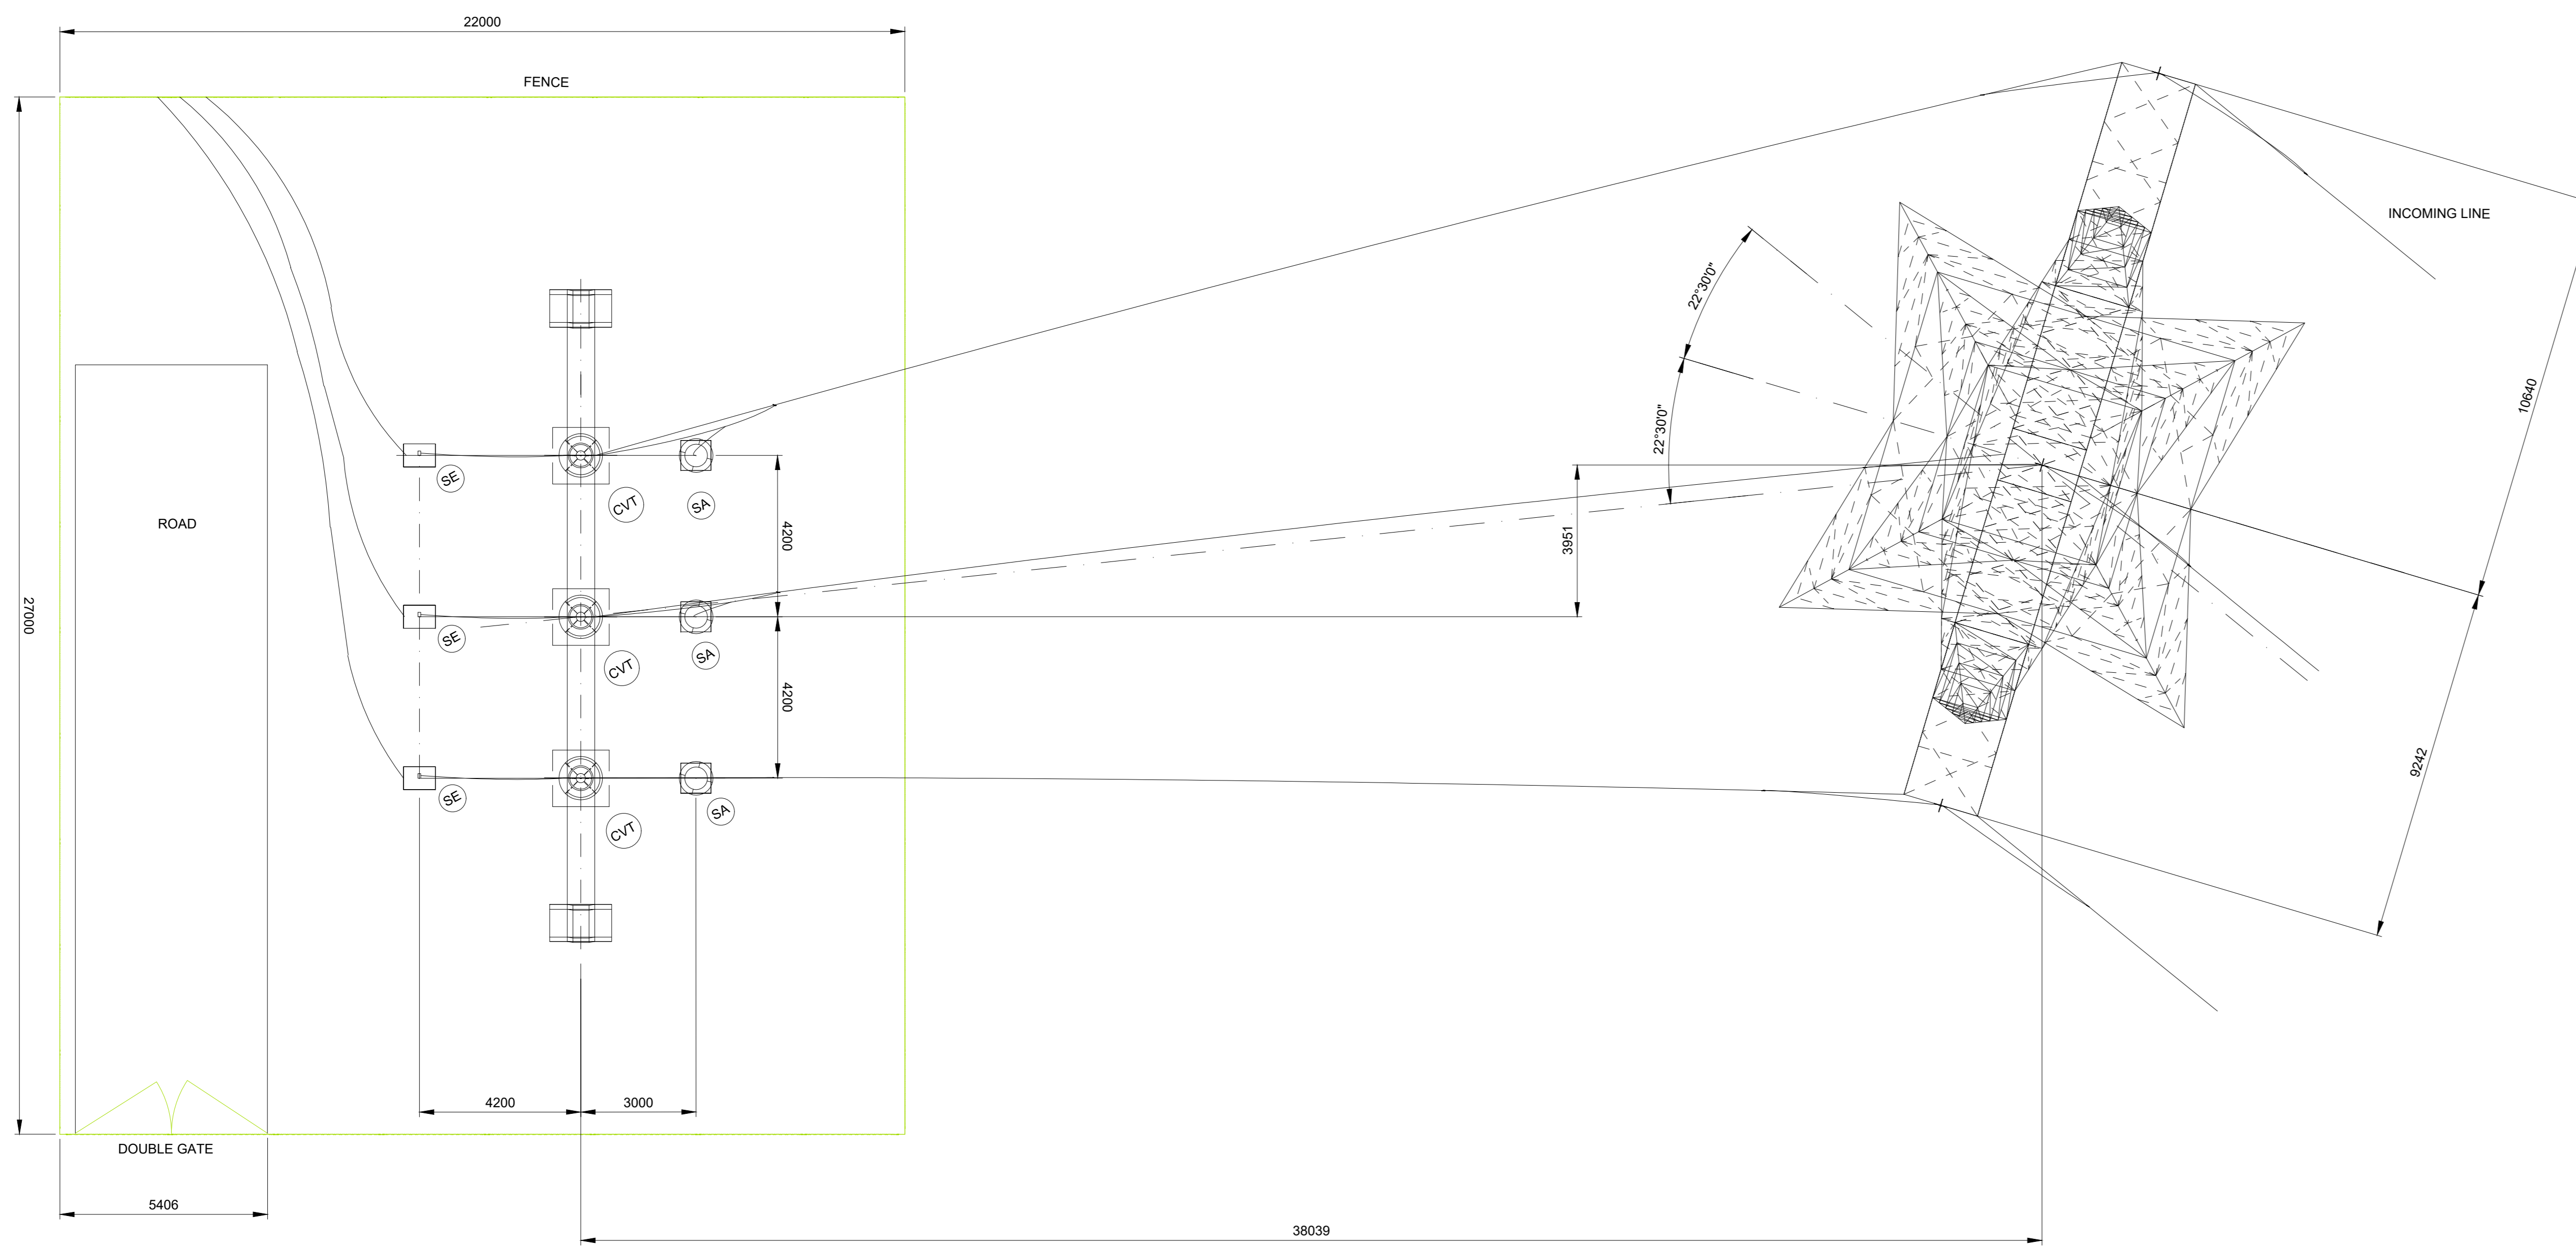 22000
FENCE
INCOMING LINE
22°30'0"
22°30'0"
10640
SE
CVT
SA
ROAD
4200
3951
27000
SE
CVT
SA
4200
9242
SE
CVT
SA
4200
3000
DOUBLE GATE
5406
38039